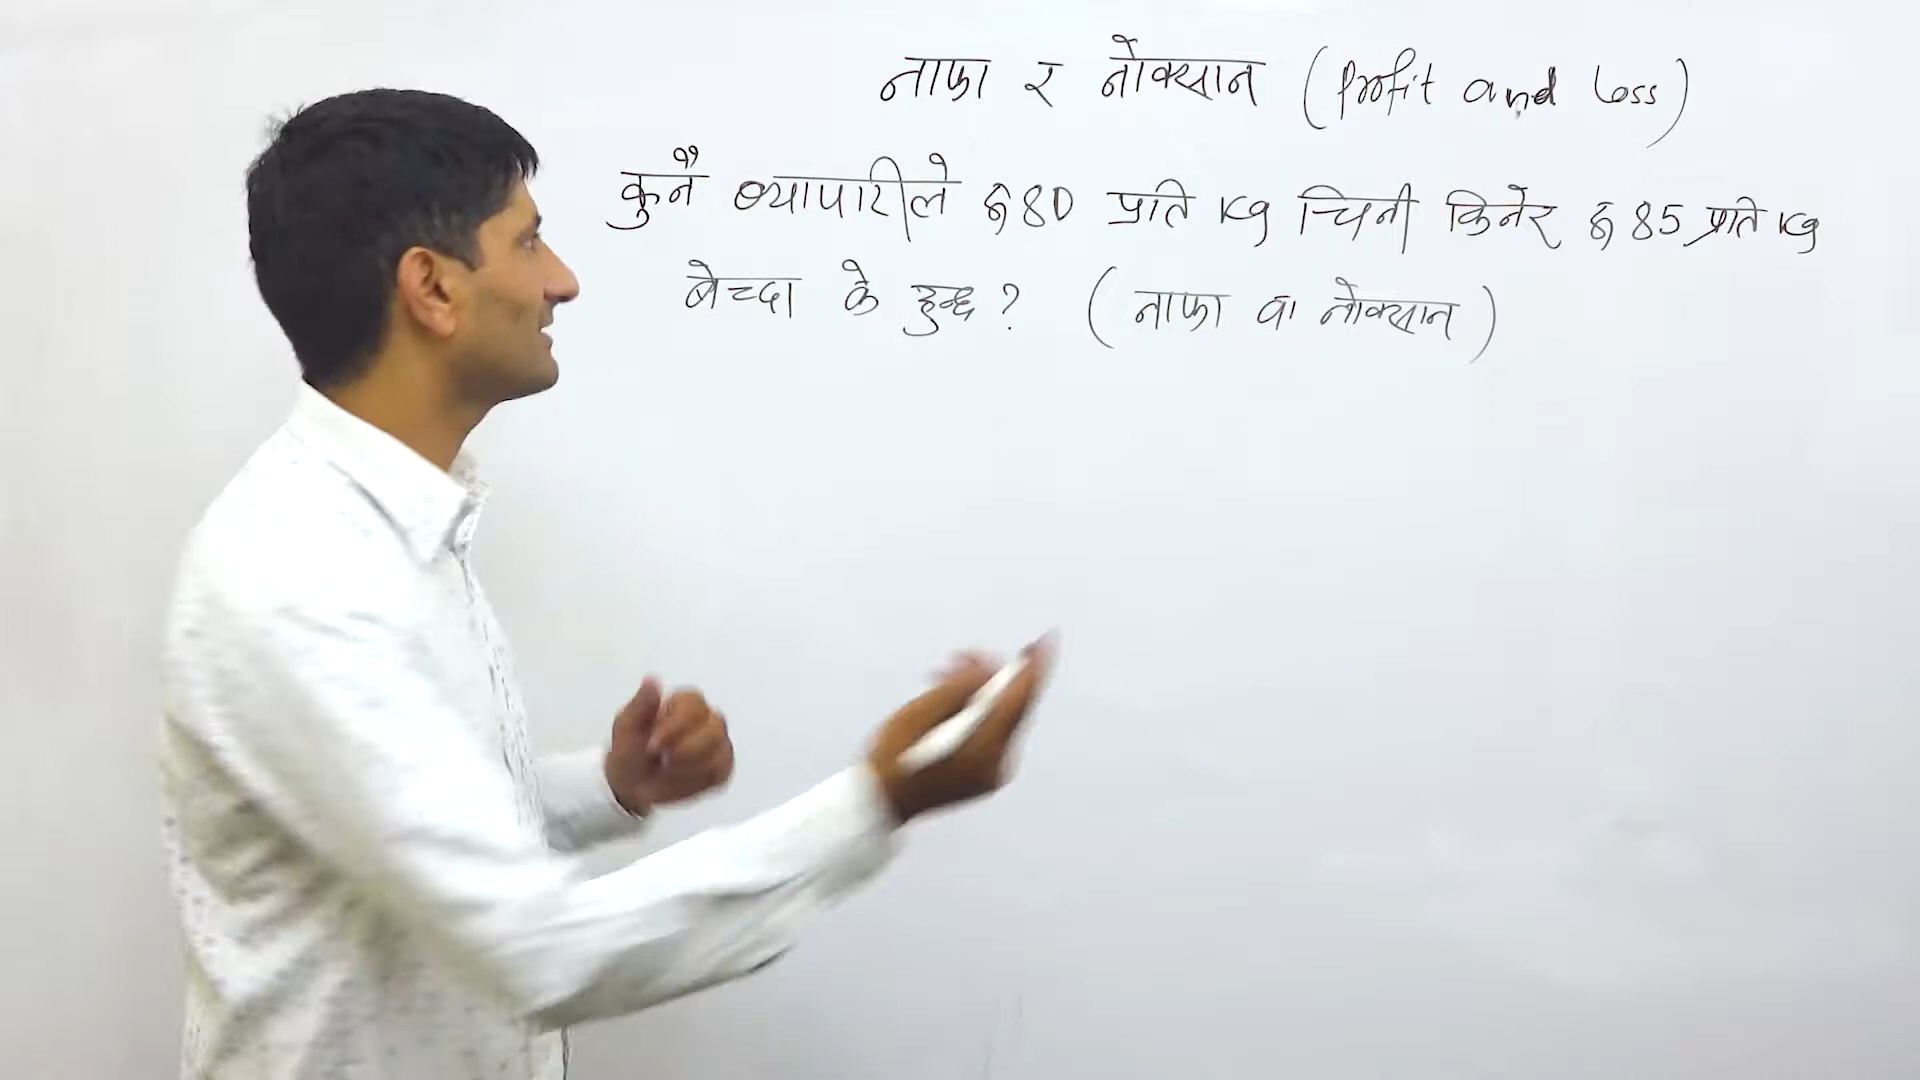 नाफा र नोक्सान (Profit and Loss)
कुनै व्यापारीले रु 80 प्रति kg चिनी किनेर रु 85 प्रति kg
बेच्दा के हुन्छ ? ( नाफा वा नोक्सान )